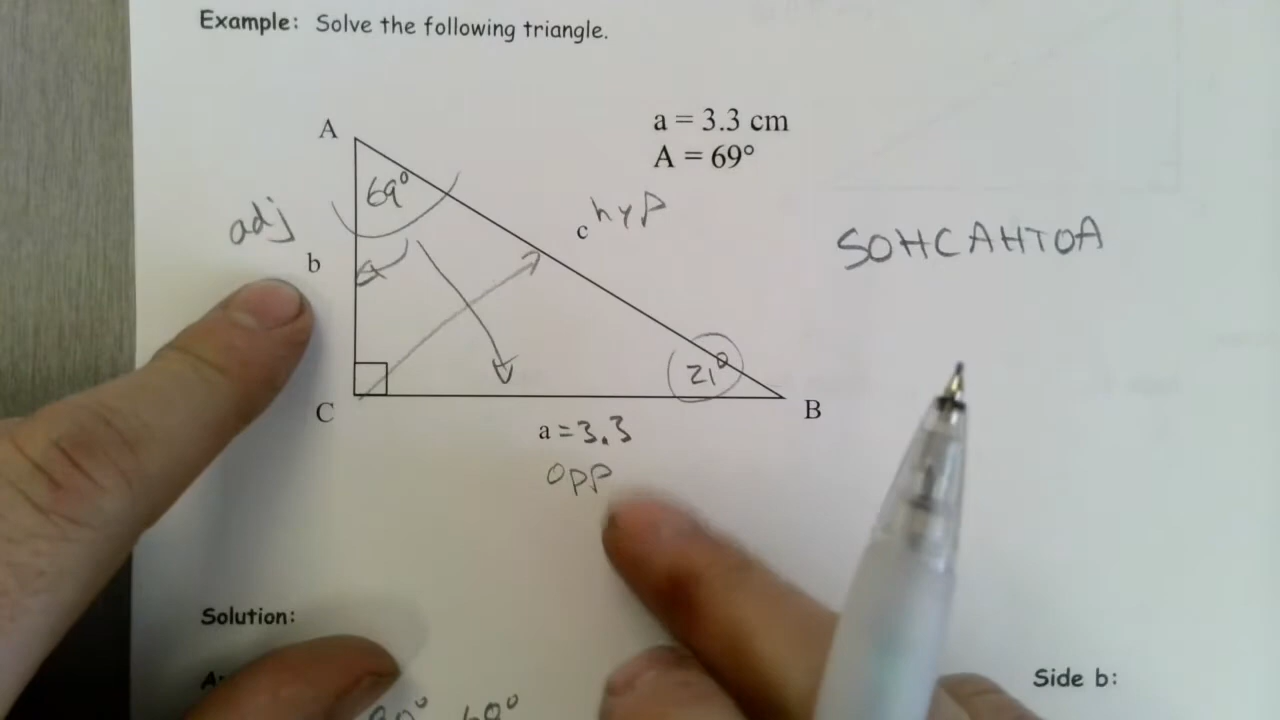 Example: Solve the following triangle.
a = 3.3 cm
A = 69°
A
69°
adj
b
c hyp
SOHCAHTOA
21°
C
B
a = 3.3
opp
Solution:
Side b: